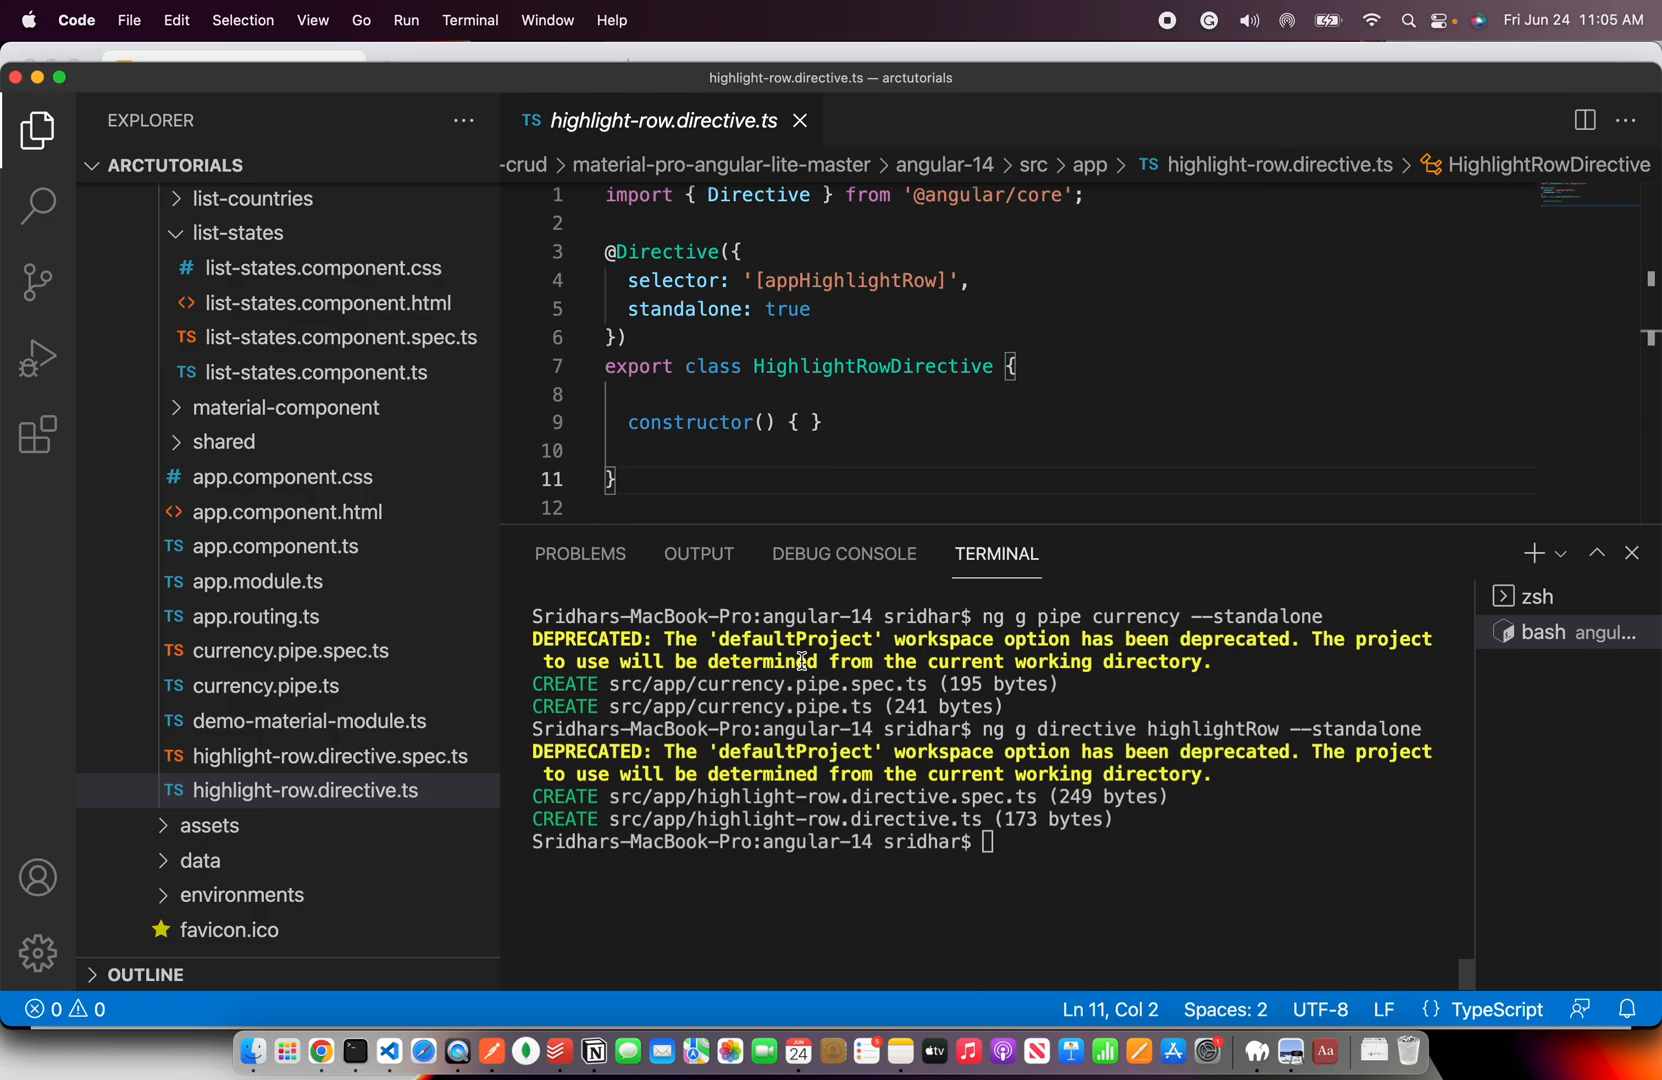 Code File Edit Selection View Go Run Terminal Window Help Fri Jun 24 11:05 AM
highlight-row.directive.ts — arctutorials
EXPLORER
ARCTUTORIALS
list-countries
list-states
# list-states.component.css
<> list-states.component.html
TS list-states.component.spec.ts
TS list-states.component.ts
material-component
shared
# app.component.css
<> app.component.html
TS app.component.ts
TS app.module.ts
TS app.routing.ts
TS currency.pipe.spec.ts
TS currency.pipe.ts
TS demo-material-module.ts
TS highlight-row.directive.spec.ts
TS highlight-row.directive.ts
assets
data
environments
favicon.ico
OUTLINE
TS highlight-row.directive.ts
-crud > material-pro-angular-lite-master > angular-14 > src > app > TS highlight-row.directive.ts > HighlightRowDirective
1 import { Directive } from '@angular/core';
2
3 @Directive({
4 selector: '[appHighlightRow]',
5 standalone: true
6 })
7 export class HighlightRowDirective {
8
9 constructor() { }
10
11 }
12
PROBLEMS OUTPUT DEBUG CONSOLE TERMINAL
Sridhars-MacBook-Pro:angular-14 sridhar$ ng g pipe currency --standalone
DEPRECATED: The 'defaultProject' workspace option has been deprecated. The project
to use will be determined from the current working directory.
CREATE src/app/currency.pipe.spec.ts (195 bytes)
CREATE src/app/currency.pipe.ts (241 bytes)
Sridhars-MacBook-Pro:angular-14 sridhar$ ng g directive highlightRow --standalone
DEPRECATED: The 'defaultProject' workspace option has been deprecated. The project
to use will be determined from the current working directory.
CREATE src/app/highlight-row.directive.spec.ts (249 bytes)
CREATE src/app/highlight-row.directive.ts (173 bytes)
Sridhars-MacBook-Pro:angular-14 sridhar$
zsh
bash angul...
0 0 Ln 11, Col 2 Spaces: 2 UTF-8 LF {} TypeScript
JUN
24
5
tv
1
Aa